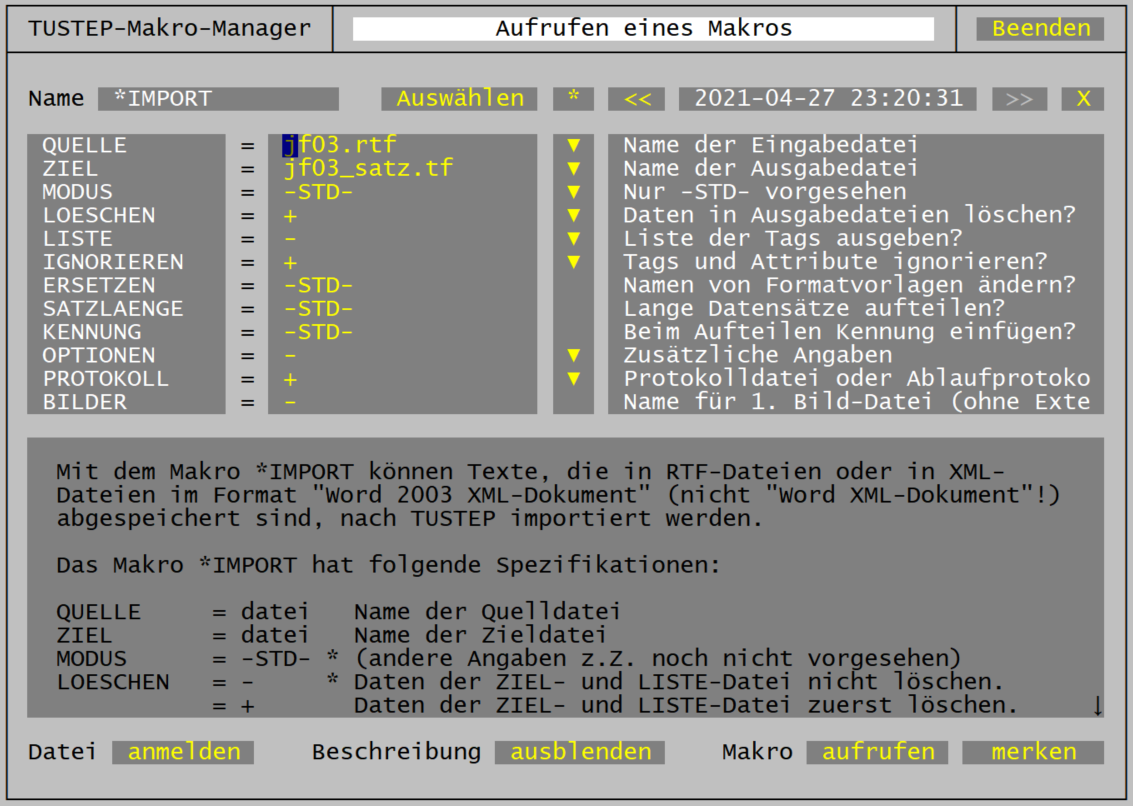 TUSTEP-Makro-Manager Aufrufen eines Makros Beenden
Name *IMPORT Auswählen * << 2021-04-27 23:20:31 >> X
QUELLE = jf03.rtf ▼ Name der Eingabedatei
ZIEL = jf03_satz.tf ▼ Name der Ausgabedatei
MODUS = -STD- ▼ Nur -STD- vorgesehen
LOESCHEN = + ▼ Daten in Ausgabedateien löschen?
LISTE = - ▼ Liste der Tags ausgeben?
IGNORIEREN = + ▼ Tags und Attribute ignorieren?
ERSETZEN = -STD- Namen von Formatvorlagen ändern?
SATZLAENGE = -STD- Lange Datensätze aufteilen?
KENNUNG = -STD- Beim Aufteilen Kennung einfügen?
OPTIONEN = - ▼ Zusätzliche Angaben
PROTOKOLL = + ▼ Protokolldatei oder Ablaufprotoko
BILDER = - Name für 1. Bild-Datei (ohne Exte
Mit dem Makro *IMPORT können Texte, die in RTF-Dateien oder in XML-
Dateien im Format "Word 2003 XML-Dokument" (nicht "Word XML-Dokument"!)
abgespeichert sind, nach TUSTEP importiert werden.
Das Makro *IMPORT hat folgende Spezifikationen:
QUELLE = datei Name der Quelldatei
ZIEL = datei Name der Zieldatei
MODUS = -STD- * (andere Angaben z.Z. noch nicht vorgesehen)
LOESCHEN = - * Daten der ZIEL- und LISTE-Datei nicht löschen.
= + Daten der ZIEL- und LISTE-Datei zuerst löschen. ↓
Datei anmelden Beschreibung ausblenden Makro aufrufen merken